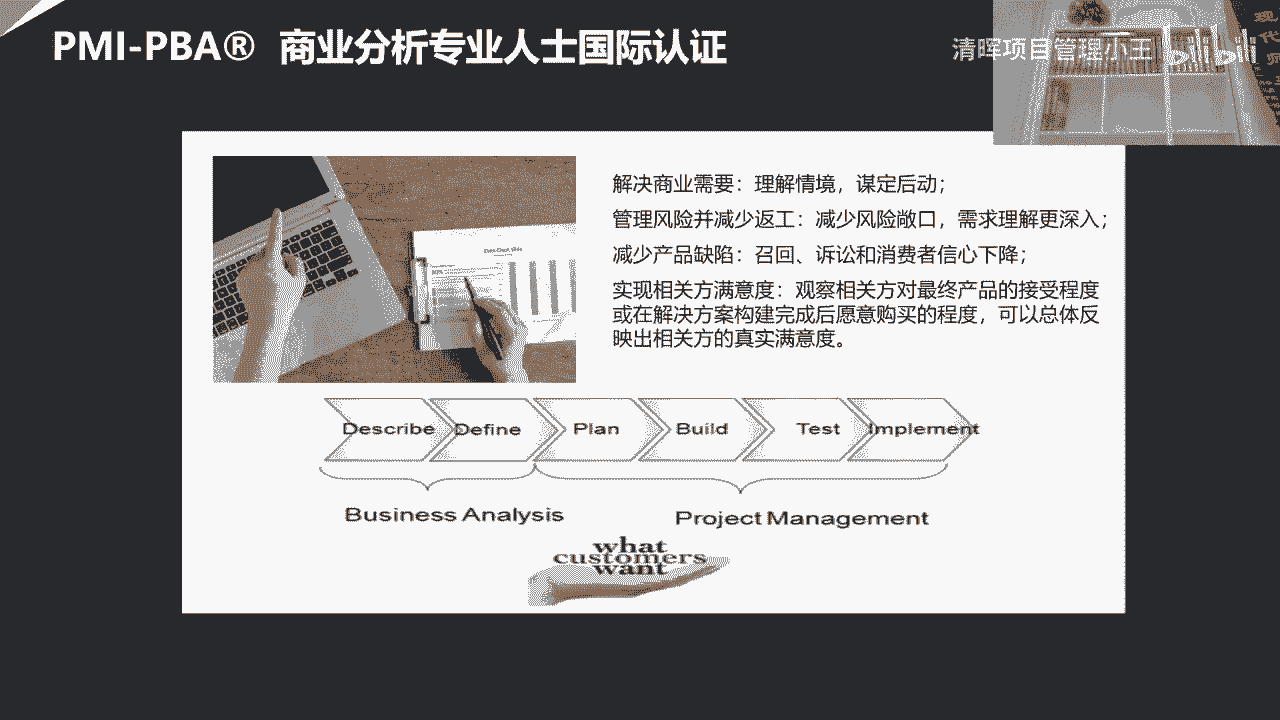 PMI-PBA® 商业分析专业人士国际认证
清晖项目管理小王 bilibili
解决商业需要：理解情境，谋定后动；
管理风险并减少返工：减少风险敞口，需求理解更深入；
减少产品缺陷：召回、诉讼和消费者信心下降；
实现相关方满意度：观察相关方对最终产品的接受程度
或在解决方案构建完成后愿意购买的程度，可以总体反
映出相关方的真实满意度。
Describe Define Plan Build Test Implement
Business Analysis Project Management
what
customers
want